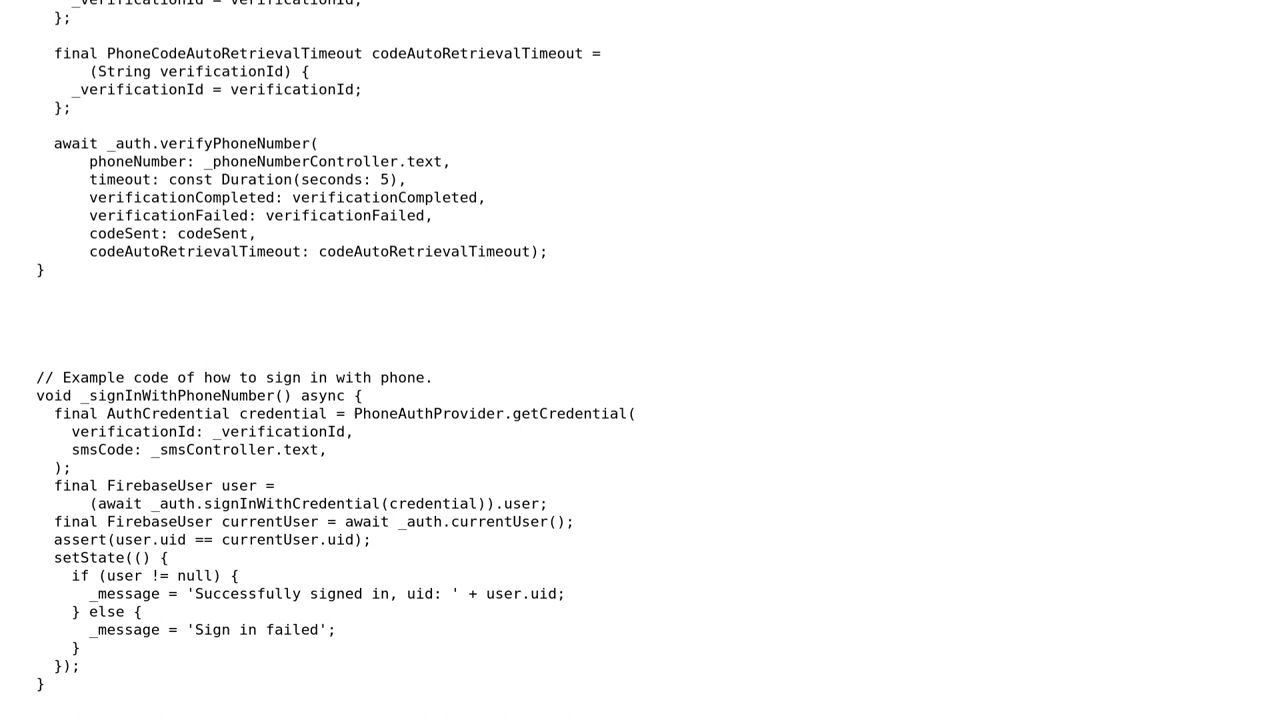 _verificationId = verificationId;
};
final PhoneCodeAutoRetrievalTimeout codeAutoRetrievalTimeout =
(String verificationId) {
_verificationId = verificationId;
};
await _auth.verifyPhoneNumber(
phoneNumber: _phoneNumberController.text,
timeout: const Duration(seconds: 5),
verificationCompleted: verificationCompleted,
verificationFailed: verificationFailed,
codeSent: codeSent,
codeAutoRetrievalTimeout: codeAutoRetrievalTimeout);
}
// Example code of how to sign in with phone.
void _signInWithPhoneNumber() async {
final AuthCredential credential = PhoneAuthProvider.getCredential(
verificationId: _verificationId,
smsCode: _smsController.text,
);
final FirebaseUser user =
(await _auth.signInWithCredential(credential)).user;
final FirebaseUser currentUser = await _auth.currentUser();
assert(user.uid == currentUser.uid);
setState(() {
if (user != null) {
_message = 'Successfully signed in, uid: ' + user.uid;
} else {
_message = 'Sign in failed';
}
});
}